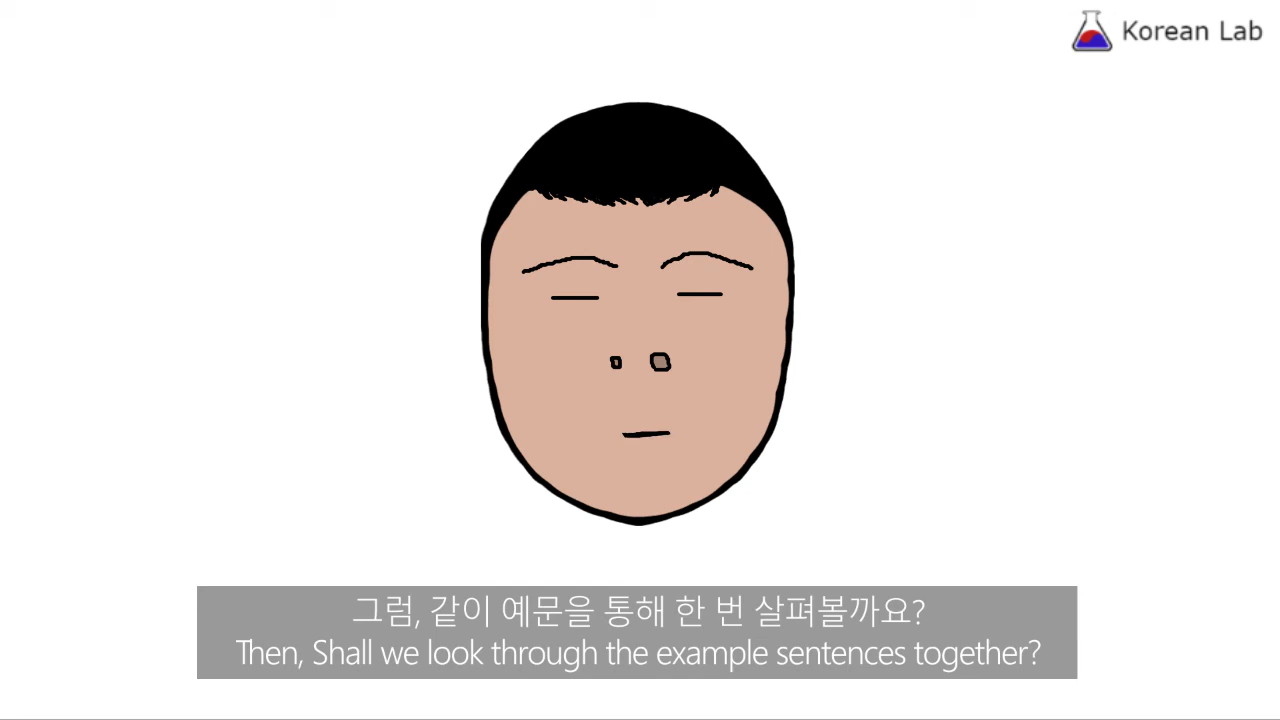 Korean Lab
그럼, 같이 예문을 통해 한 번 살펴볼까요?
Then, Shall we look through the example sentences together?